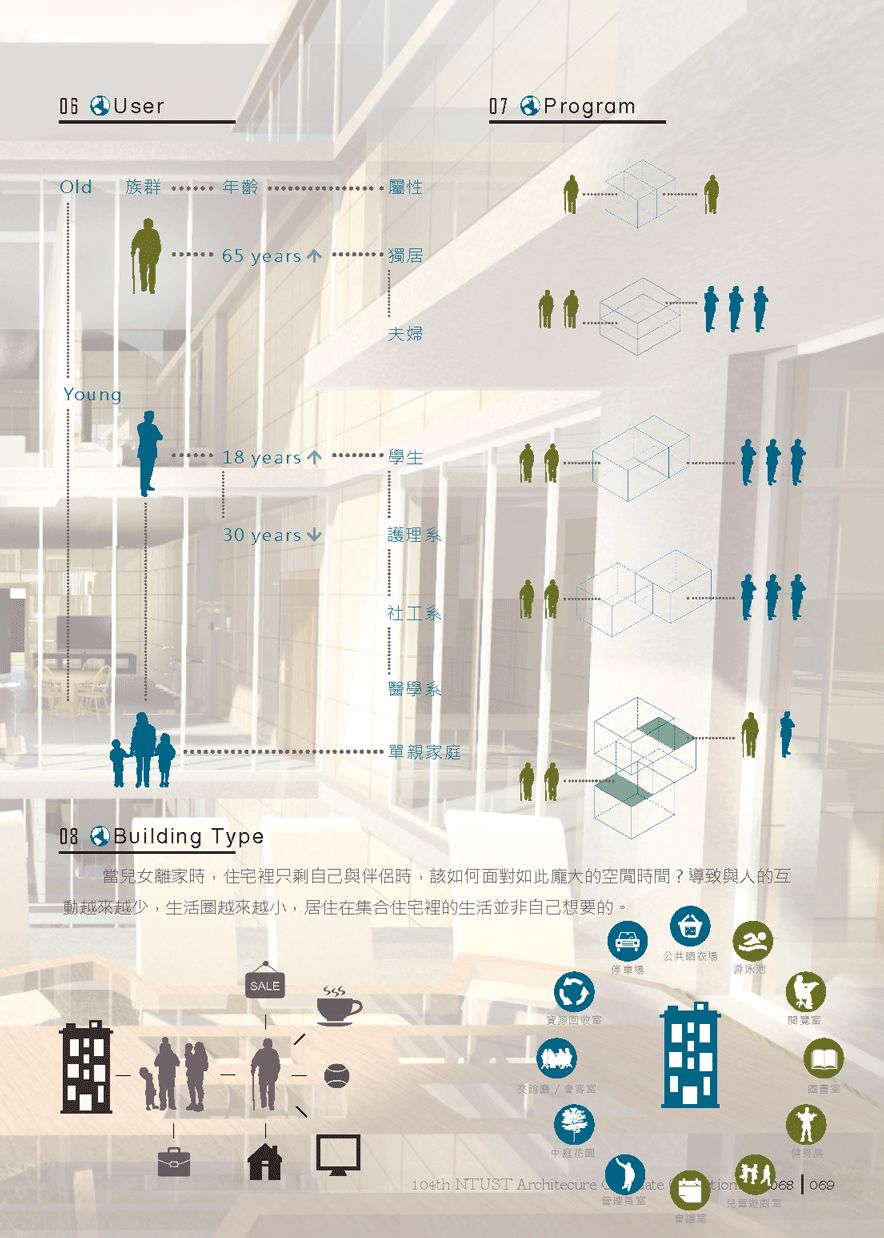 06 User
Old 族群 年齡 屬性
65 years 獨居
夫婦
Young
18 years 學生
30 years 護理系
社工系
醫學系
單親家庭
07 Program
08 Building Type
當兒女離家時，住宅裡只剩自己與伴侶時，該如何面對如此龐大的空閒時間？導致與人的互
動越來越少，生活圈越來越小，居住在集合住宅裡的生活並非自己想要的。
SALE
停車場
公共晒衣場
游泳池
資源回收室
閱覽室
交誼廳 / 會客室
圖書室
中庭花園
健身房
管理員室
會議室
兒童遊戲室
104th NTUST Architecure
068 | 069